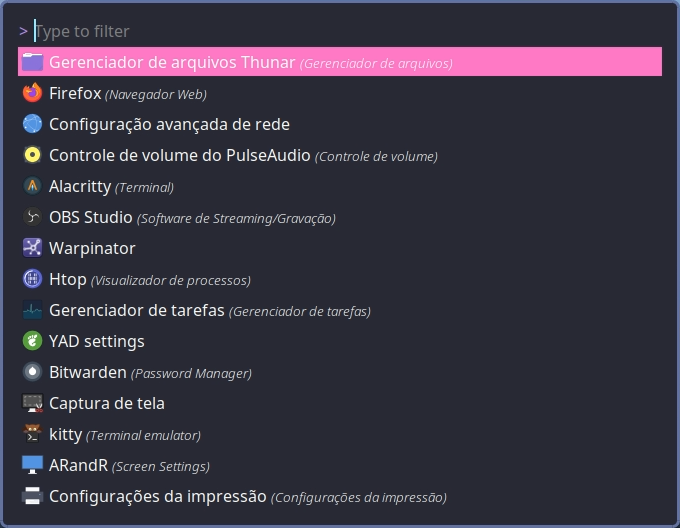 > Type to filter
Gerenciador de arquivos Thunar (Gerenciador de arquivos)
Firefox (Navegador Web)
Configuração avançada de rede
Controle de volume do PulseAudio (Controle de volume)
Alacritty (Terminal)
OBS Studio (Software de Streaming/Gravação)
Warpinator
Htop (Visualizador de processos)
Gerenciador de tarefas (Gerenciador de tarefas)
YAD settings
Bitwarden (Password Manager)
Captura de tela
kitty (Terminal emulator)
ARandR (Screen Settings)
Configurações da impressão (Configurações da impressão)